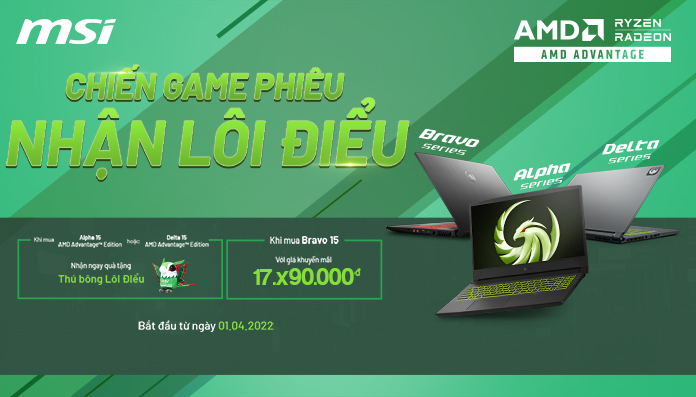 msi
AMD
RYZEN
RADEON
AMD ADVANTAGE
CHIẾN GAME PHIÊU
NHẬN LÔI ĐIỂU
Bravo
series
Alpha
series
Delta
series
Khi mua
Alpha 15
AMD Advantage™ Edition
hoặc
Delta 15
AMD Advantage™ Edition
Nhận ngay quà tặng
Thú bông Lôi Điểu
Khi mua Bravo 15
Với giá khuyến mãi
17.x90.000đ
Bắt đầu từ ngày 01.04.2022